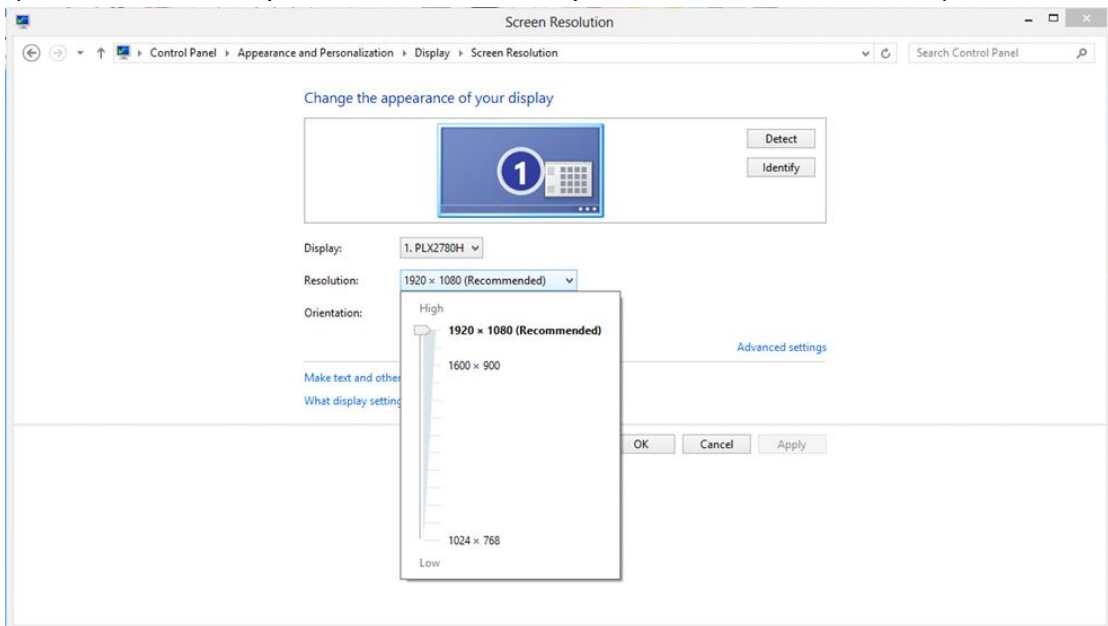 Screen Resolution
Control Panel Appearance and Personalization Display Screen Resolution
Search Control Panel
Change the appearance of your display
1
Detect
Identify
Display: 1. PLX2780H
Resolution: 1920 × 1080 (Recommended)
Orientation:
High
1920 × 1080 (Recommended)
1600 × 900
1024 × 768
Low
Advanced settings
Make text and other
What display setting
OK Cancel Apply